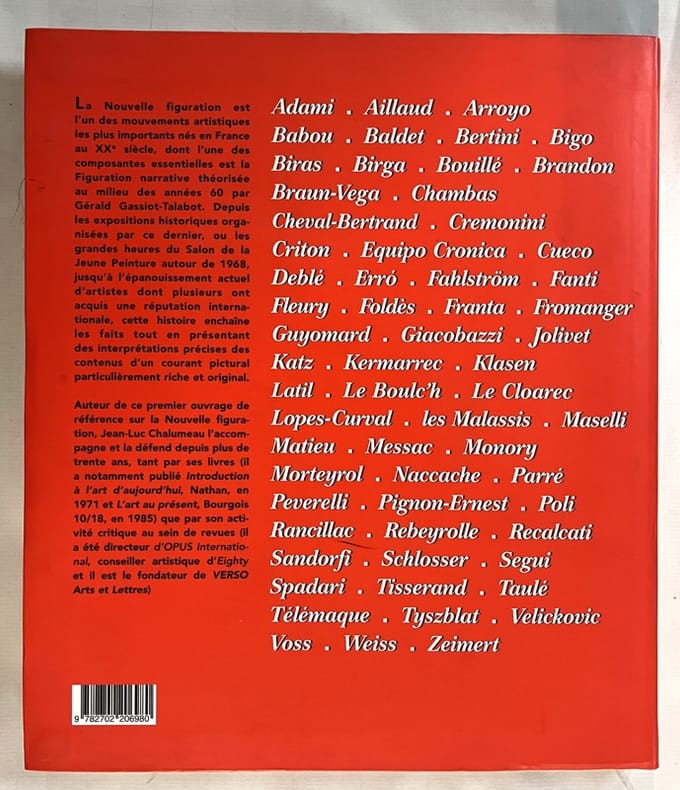 La Nouvelle figuration est
l'un des mouvements artistiques
les plus importants nés en France
au XXe siècle, dont l'une des
composantes essentielles est la
Figuration narrative théorisée
au milieu des années 60 par
Gérald Gassiot-Talabot. Depuis
les expositions historiques orga-
nisées par ce dernier, ou les
grandes heures du Salon de la
Jeune Peinture autour de 1968,
jusqu'à l'épanouissement actuel
d'artistes dont plusieurs ont
acquis une réputation interna-
tionale, cette histoire enchaîne
les faits tout en présentant
des interprétations précises des
contenus d'un courant pictural
particulièrement riche et original.
Auteur de ce premier ouvrage de
référence sur la Nouvelle figura-
tion, Jean-Luc Chalumeau l'accom-
pagne et la défend depuis plus de
trente ans, tant par ses livres (il
a notamment publié Introduction
à l'art d'aujourd'hui, Nathan, en
1971 et L'art au présent, Bourgois
10/18, en 1985) que par son acti-
vité critique au sein de revues (il
a été directeur d'OPUS Internatio-
nal, conseiller artistique d'Eighty
et il est le fondateur de VERSO
Arts et Lettres)
Adami . Aillaud . Arroyo
Babou . Baldet . Bertini . Bigo
Biras . Birga . Bouillé . Brandon
Braun-Vega . Chambas
Cheval-Bertrand . Cremonini
Criton . Equipo Cronica . Cueco
Deblé . Erró . Fahlström . Fanti
Fleury . Foldès . Franta . Fromanger
Guyomard . Giacobazzi . Jolivet
Katz . Kermarrec . Klasen
Latil . Le Boulc'h . Le Cloarec
Lopes-Curval . les Malassis . Maselli
Matieu . Messac . Monory
Morteyrol . Naccache . Parré
Peverelli . Pignon-Ernest . Poli
Rancillac . Rebeyrolle . Recalcati
Sandorfi . Schlosser . Segui
Spadari . Tisserand . Taulé
Télémaque . Tyszblat . Velickovic
Voss . Weiss . Zeimert
9 782702 206980